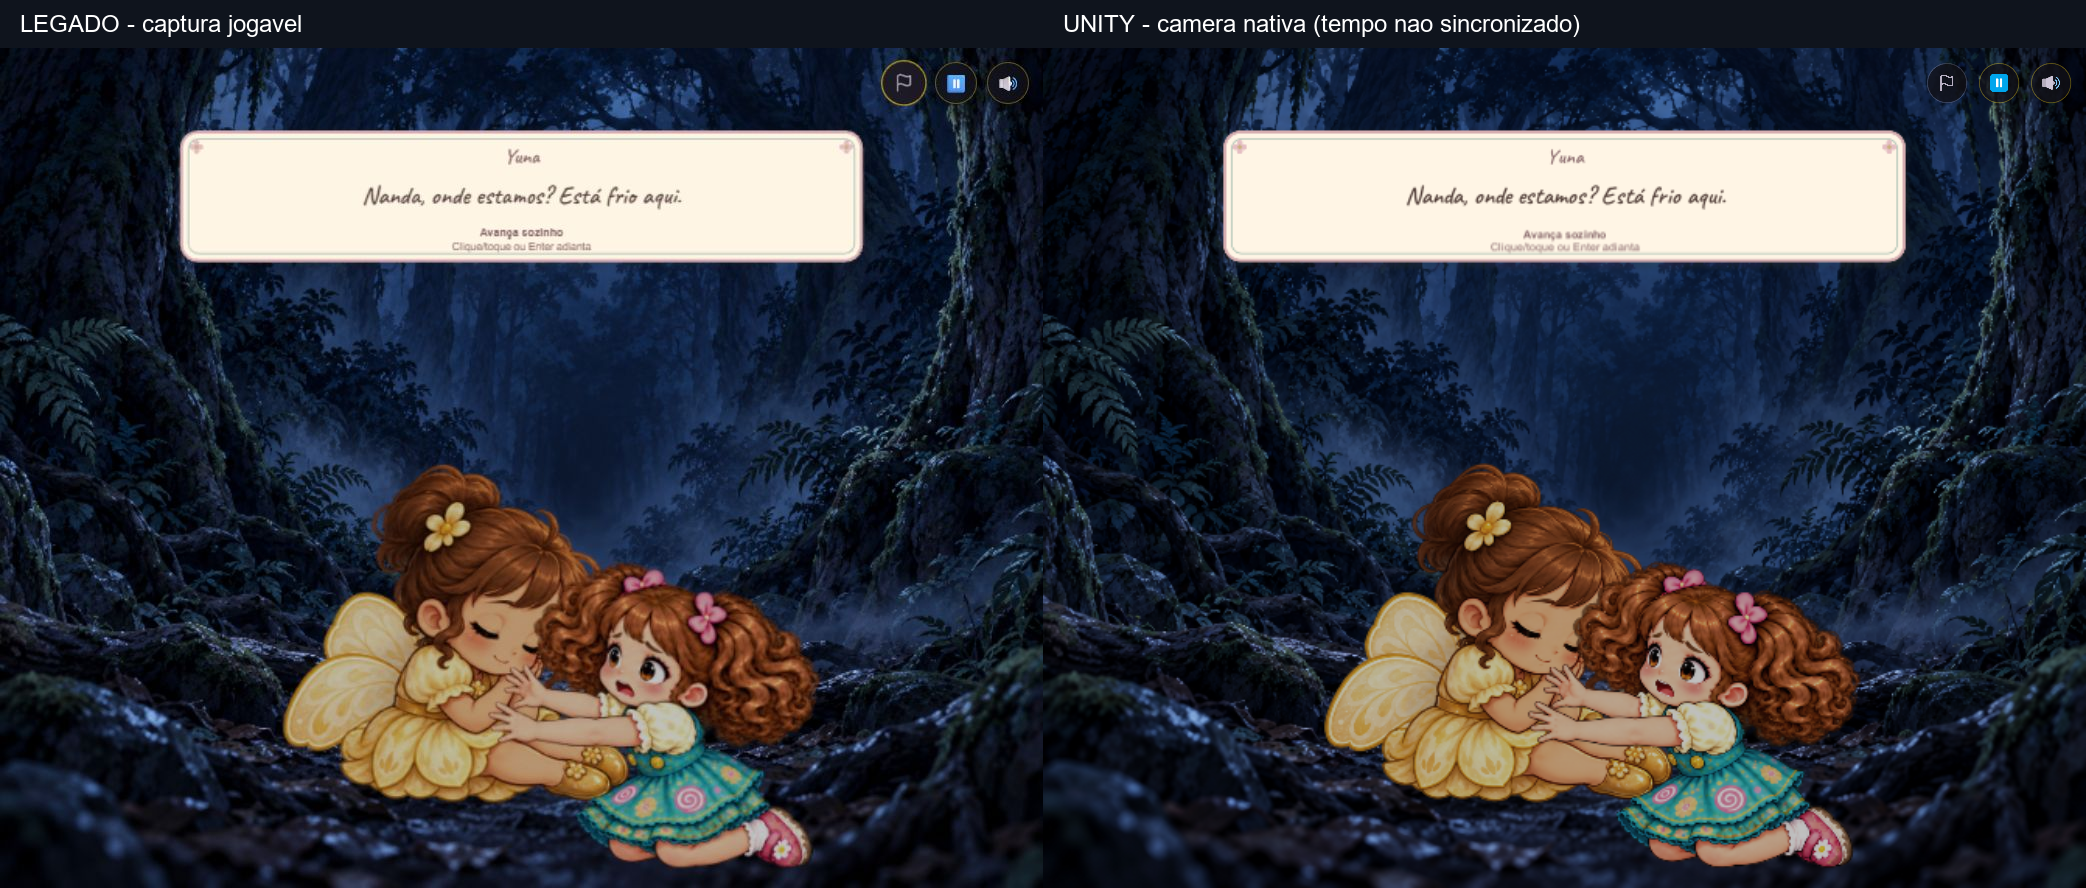 LEGADO - captura jogavel
UNITY - camera nativa (tempo nao sincronizado)
Yuna
Nanda, onde estamos? Está frio aqui.
Avança sozinho
Clique/toque ou Enter adianta
Yuna
Nanda, onde estamos? Está frio aqui.
Avança sozinho
Clique/toque ou Enter adianta